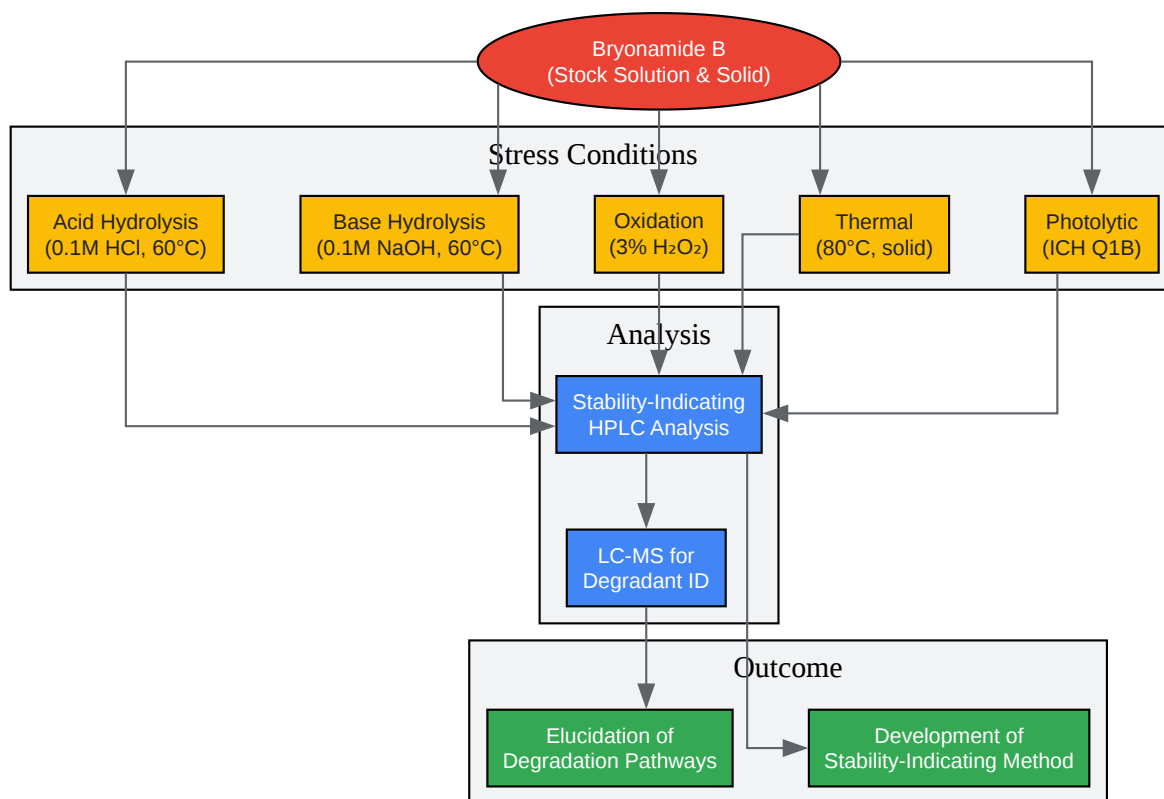 Bryonamide B
(Stock Solution & Solid)
Stress Conditions
Acid Hydrolysis
(0.1M HCl, 60°C)
Base Hydrolysis
(0.1M NaOH, 60°C)
Oxidation
(3% H₂O₂)
Thermal
(80°C, solid)
Photolytic
(ICH Q1B)
Analysis
Stability-Indicating
HPLC Analysis
LC-MS for
Degradant ID
Outcome
Elucidation of
Degradation Pathways
Development of
Stability-Indicating Method